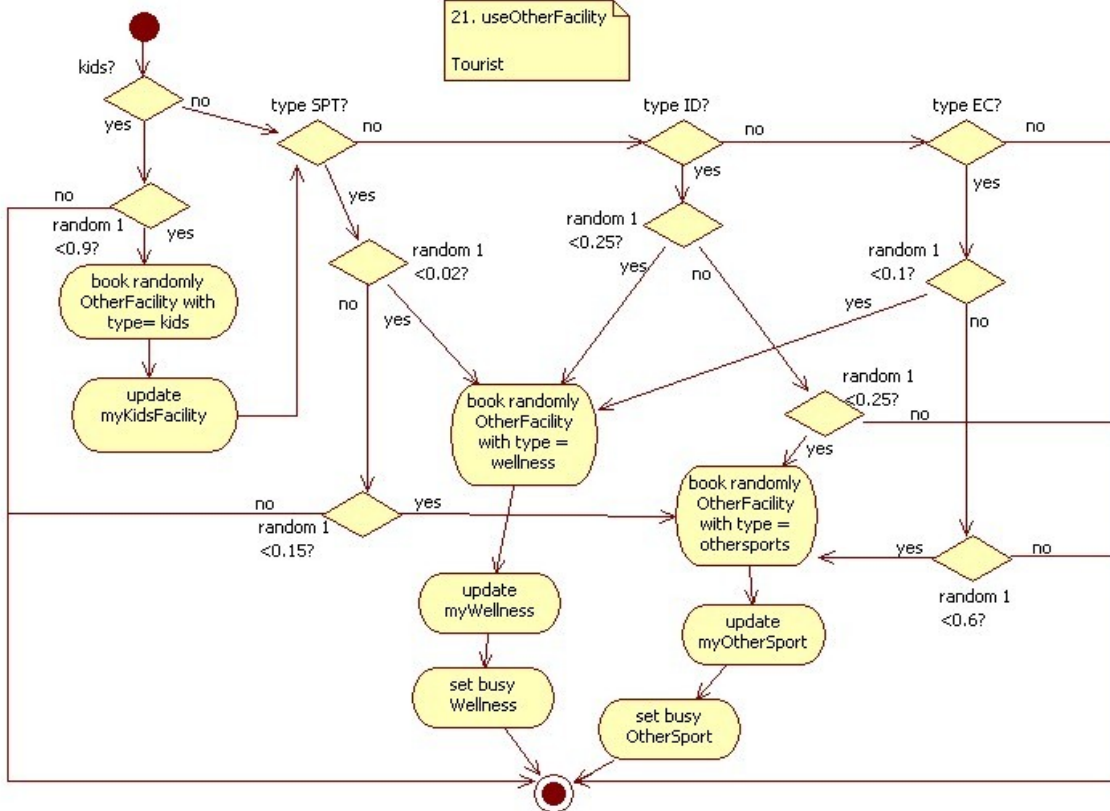 21. useOtherFacility
Tourist
kids?
no
yes
type SPT?
no
type ID?
no
type EC?
no
yes
yes
yes
no
random 1
<0.9?
yes
random 1
<0.02?
no
yes
random 1
<0.25?
yes
no
random 1
<0.1?
yes
no
book randomly
OtherFacility with
type= kids
update
myKidsFacility
book randomly
OtherFacility
with type =
wellness
random 1
<0.25?
no
yes
book randomly
OtherFacility
with type =
othersports
no
random 1
<0.15?
yes
yes
no
random 1
<0.6?
update
myWellness
update
myOtherSport
set busy
Wellness
set busy
OtherSport